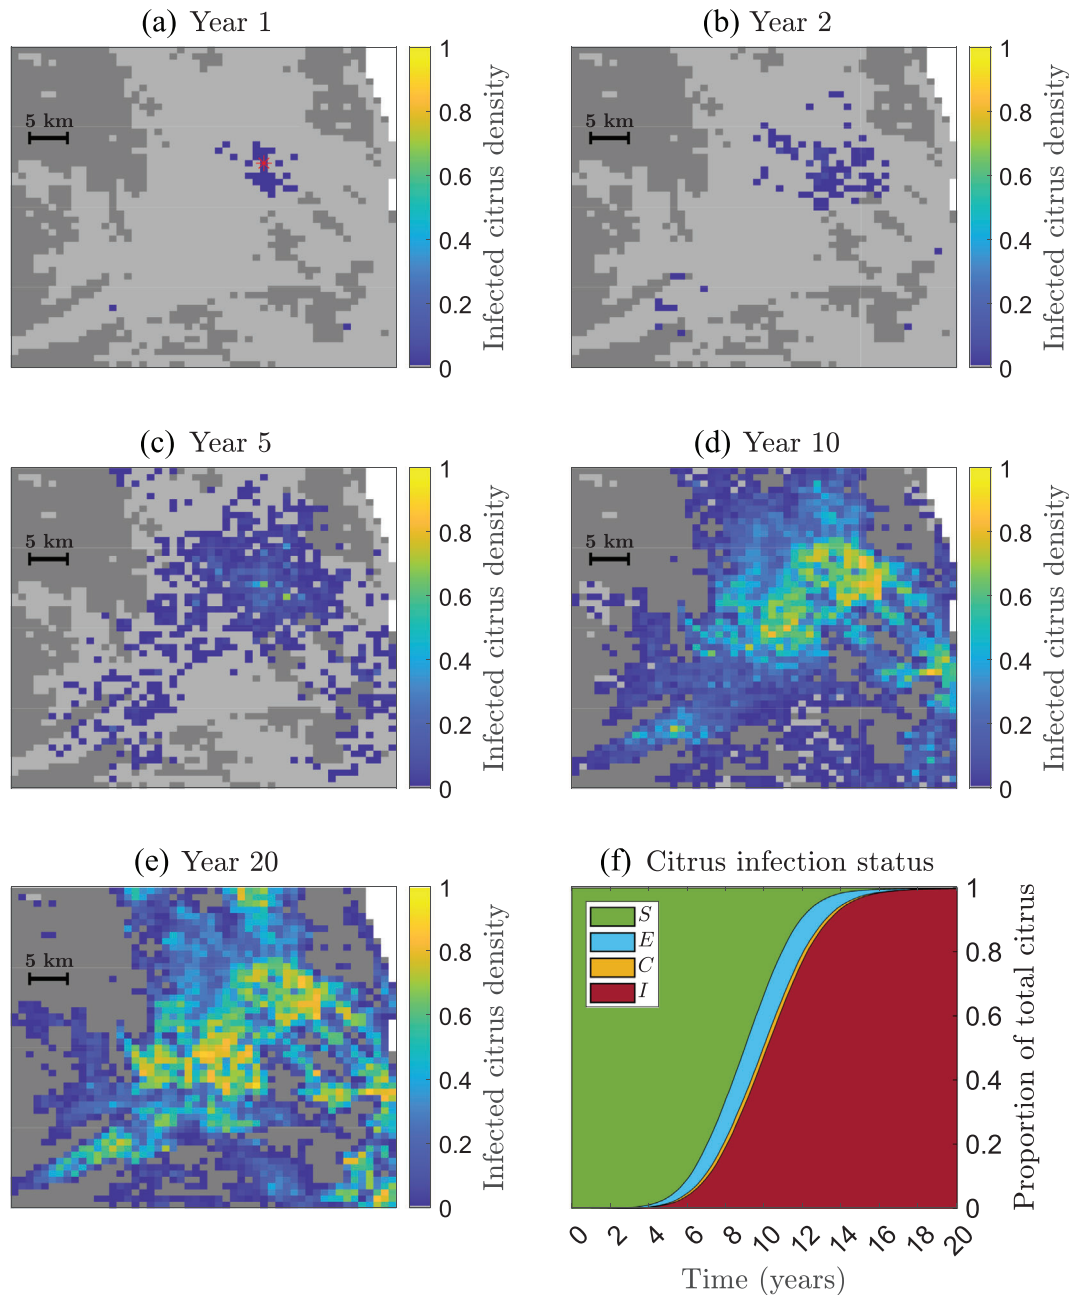 (a) Year 1
5 km
1
0.8
0.6
0.4
0.2
0
Infected citrus density
(b) Year 2
5 km
1
0.8
0.6
0.4
0.2
0
Infected citrus density
(c) Year 5
5 km
1
0.8
0.6
0.4
0.2
0
Infected citrus density
(d) Year 10
5 km
1
0.8
0.6
0.4
0.2
0
Infected citrus density
(e) Year 20
5 km
1
0.8
0.6
0.4
0.2
0
Infected citrus density
(f) Citrus infection status
S
E
C
I
1
0.8
0.6
0.4
0.2
0
Proportion of total citrus
0 2 4 6 8 10 12 14 16 18 20
Time (years)